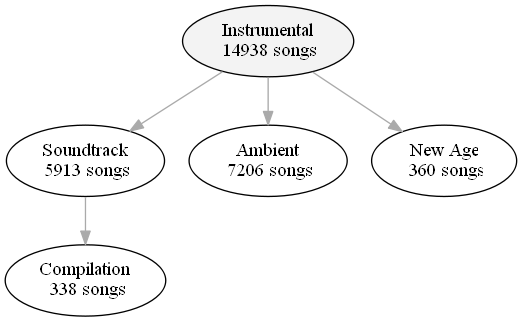 Instrumental
14938 songs
Soundtrack
5913 songs
Ambient
7206 songs
New Age
360 songs
Compilation
338 songs